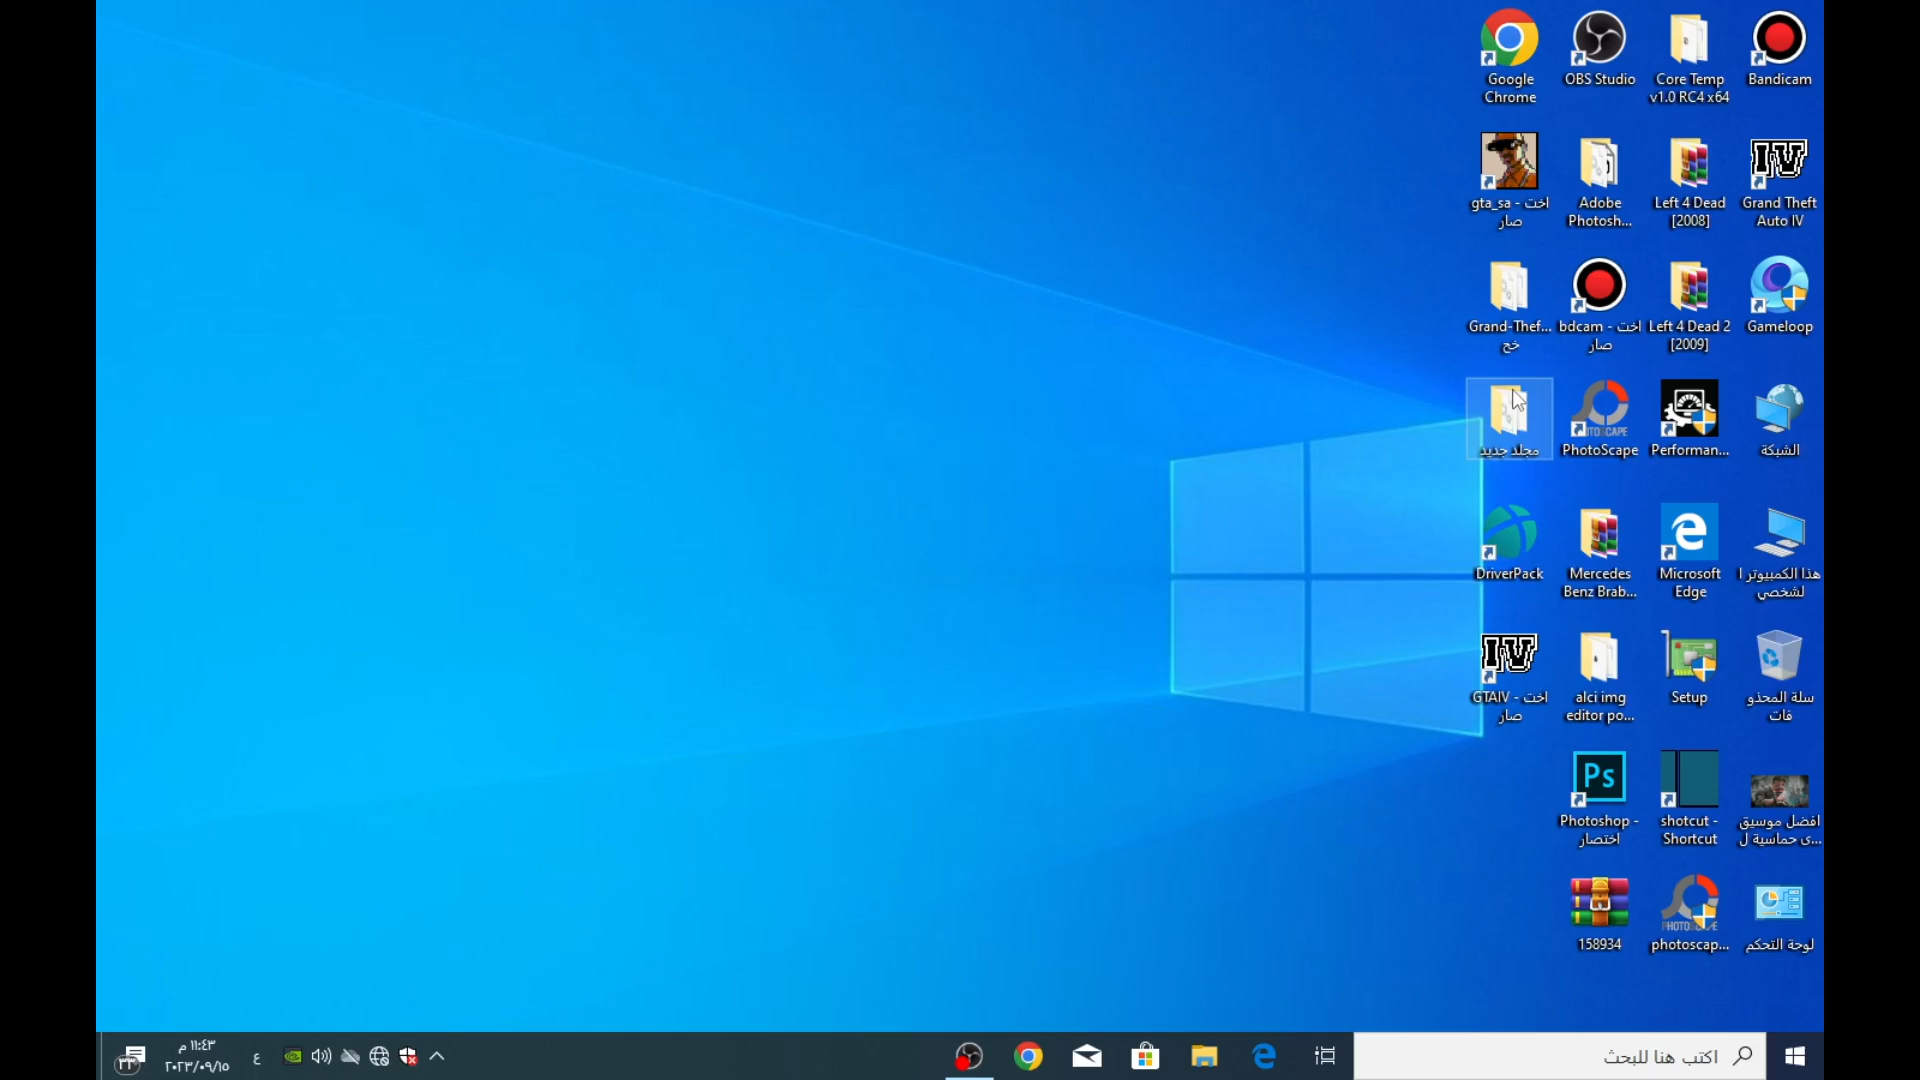 Google
Chrome
OBS Studio
Core Temp
v1.0 RC4 x64
Bandicam
gta_sa - اخت
صار
Adobe
Photosh...
Left 4 Dead
[2008]
IV
Grand Theft
Auto IV
Grand-Thef...
خح
bdcam - اخت
صار
Left 4 Dead 2
[2009]
Gameloop
مجلد جديد
PhotoScape
Performan...
الشبكة
DriverPack
Mercedes
Benz Brab...
Microsoft
Edge
هذا الكمبيوتر ا
لشخصي
IV
GTAIV - اخت
صار
alci img
editor po...
Setup
سلة المحذو
فات
Ps
Photoshop -
اختصار
shotcut -
Shortcut
افضل موسيق
ى حماسية ل...
158934
photoscap...
لوحة التحكم
١١:٤٣ م
٢٠٢٣/٠٩/١٥
ع
اكتب هنا للبحث